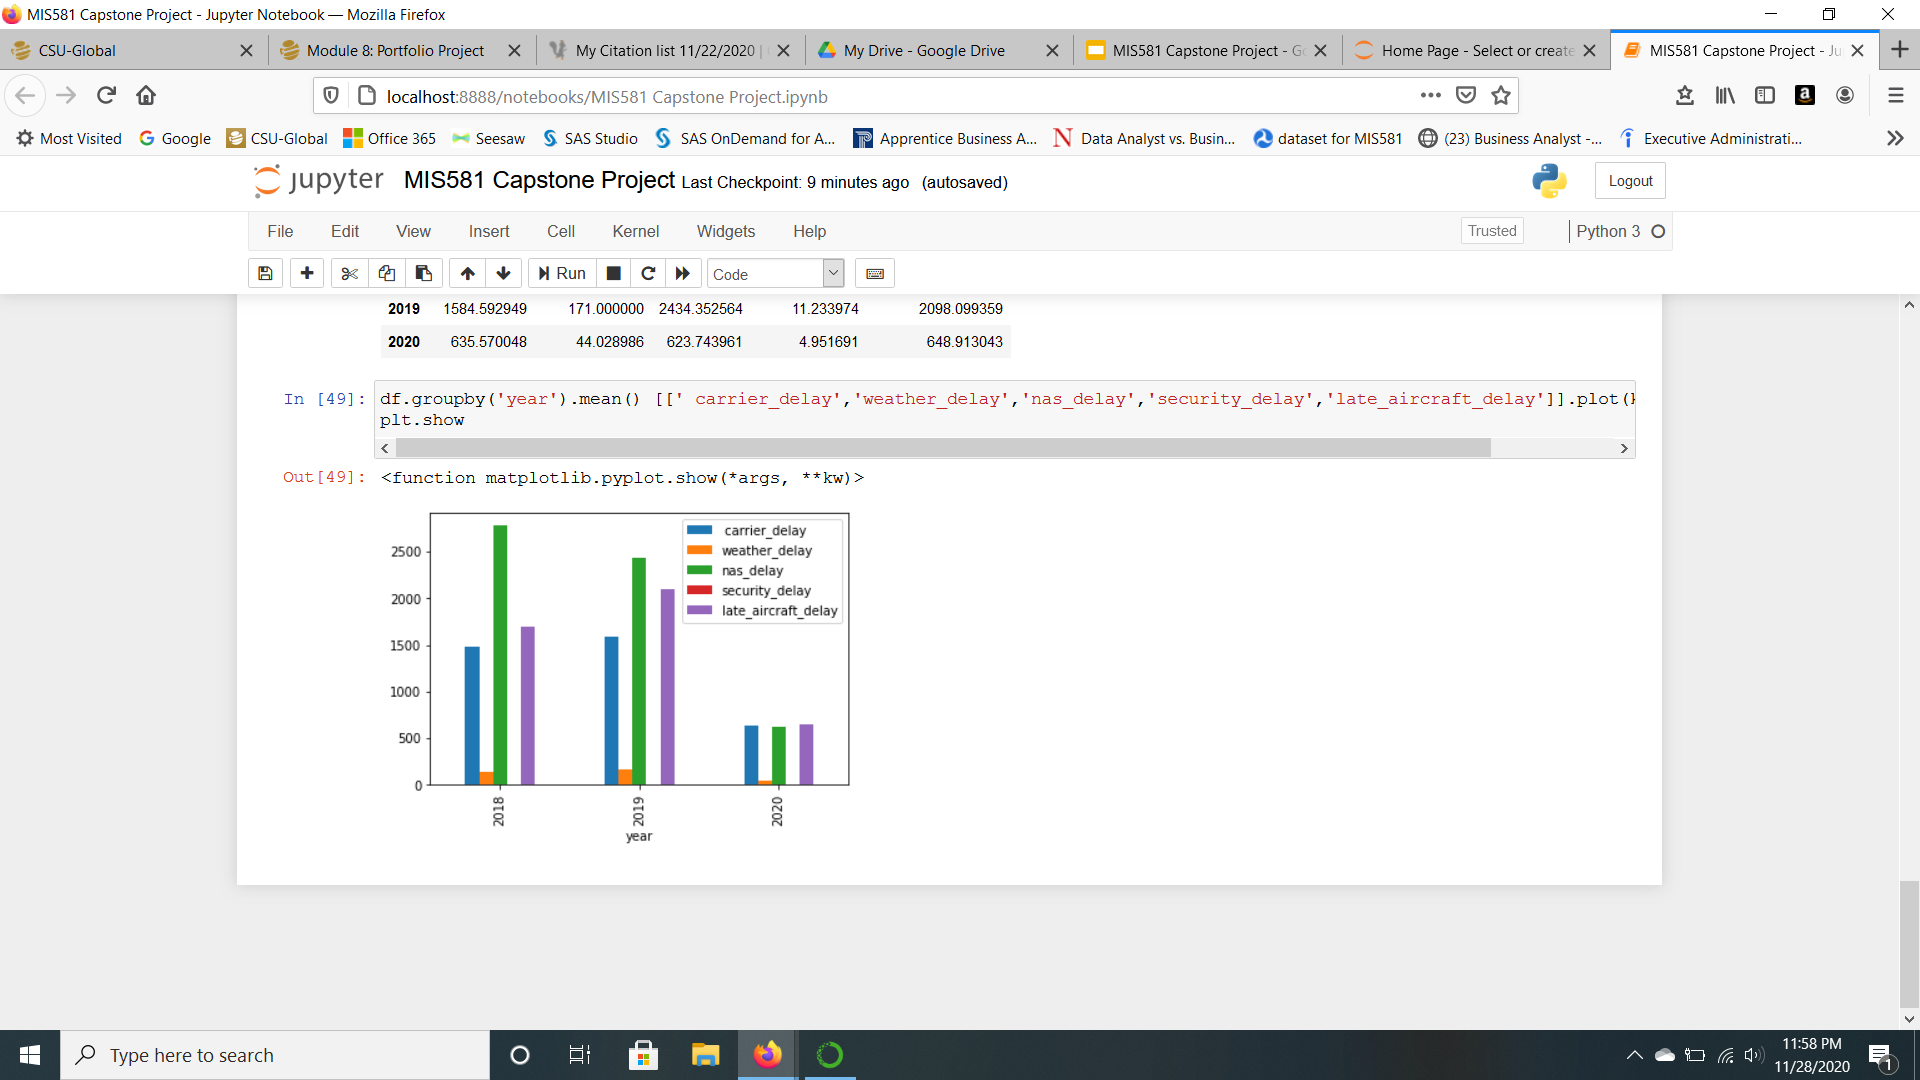 MIS581 Capstone Project - Jupyter Notebook — Mozilla Firefox
CSU-Global
Module 8: Portfolio Project
My Citation list 11/22/2020 |
My Drive - Google Drive
MIS581 Capstone Project - Go
Home Page - Select or create
MIS581 Capstone Project - Ju
localhost:8888/notebooks/MIS581 Capstone Project.ipynb
Most Visited
Google
CSU-Global
Office 365
Seesaw
SAS Studio
SAS OnDemand for A...
Apprentice Business A...
Data Analyst vs. Busin...
dataset for MIS581
(23) Business Analyst -...
Executive Administrati...
jupyter MIS581 Capstone Project Last Checkpoint: 9 minutes ago (autosaved)
Logout
File Edit View Insert Cell Kernel Widgets Help
Trusted
Python 3
Run
Code
2019 1584.592949 171.000000 2434.352564 11.233974 2098.099359
2020 635.570048 44.028986 623.743961 4.951691 648.913043
In [49]: df.groupby('year').mean() [[' carrier_delay','weather_delay','nas_delay','security_delay','late_aircraft_delay']].plot(k
plt.show
Out[49]: <function matplotlib.pyplot.show(*args, **kw)>
carrier_delay
weather_delay
nas_delay
security_delay
late_aircraft_delay
2500
2000
1500
1000
500
0
2018
2019
2020
year
Type here to search
11:58 PM
11/28/2020
1